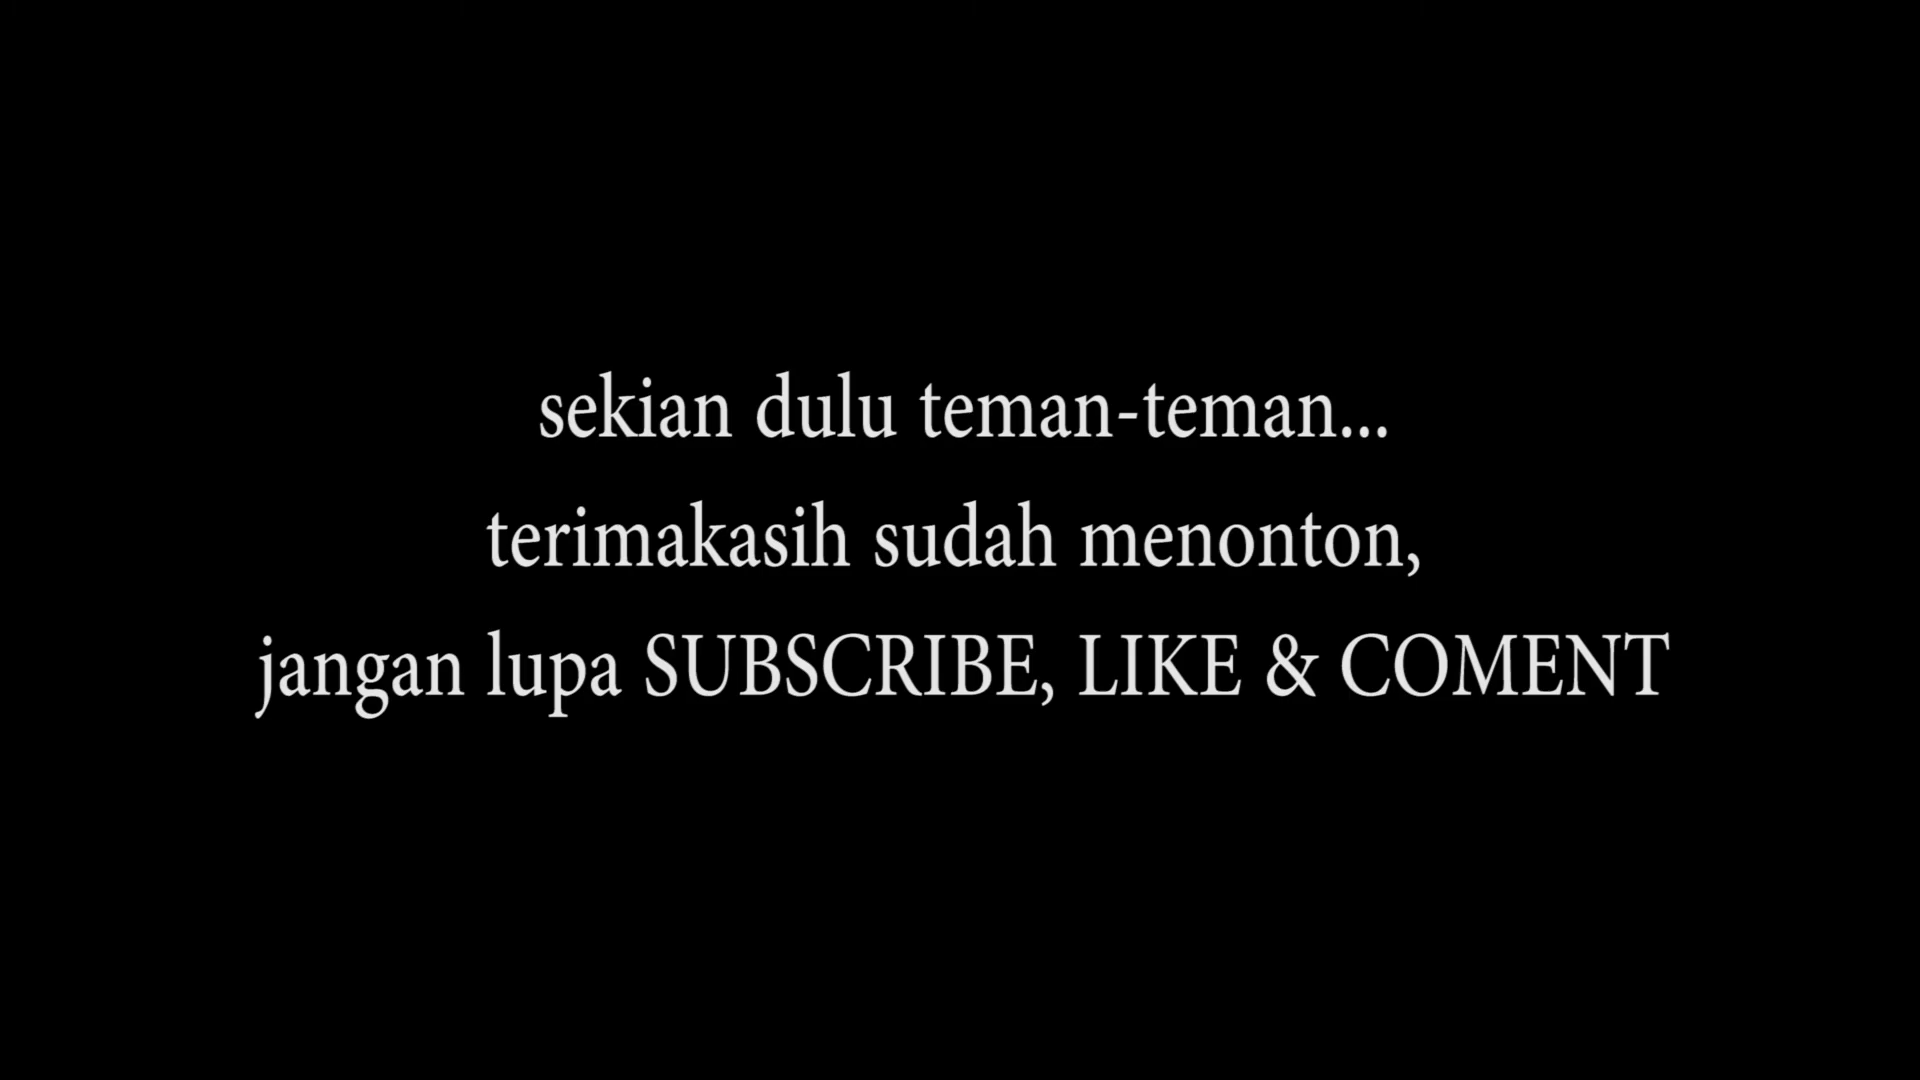 sekian dulu teman-teman...
terimakasih sudah menonton,
jangan lupa SUBSCRIBE, LIKE & COMENT